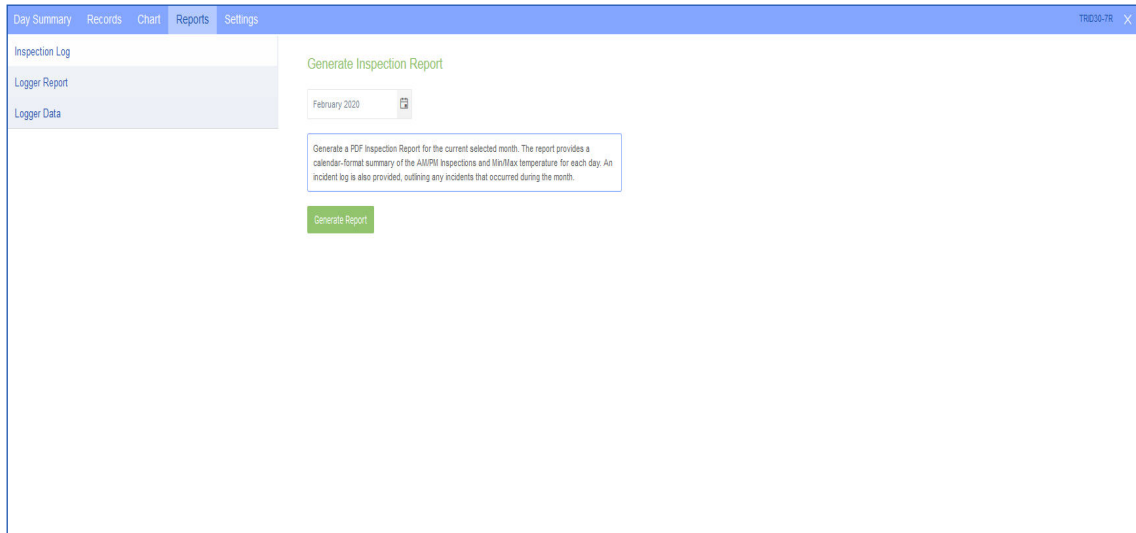 Day Summary Records Chart Reports Settings TRID30-7R X
Inspection Log
Logger Report
Logger Data
Generate Inspection Report
February 2020
Generate a PDF Inspection Report for the current selected month. The report provides a
calendar-format summary of the AM/PM inspections and Min/Max temperature for each day. An
incident log is also provided, outlining any incidents that occurred during the month.
Generate Report